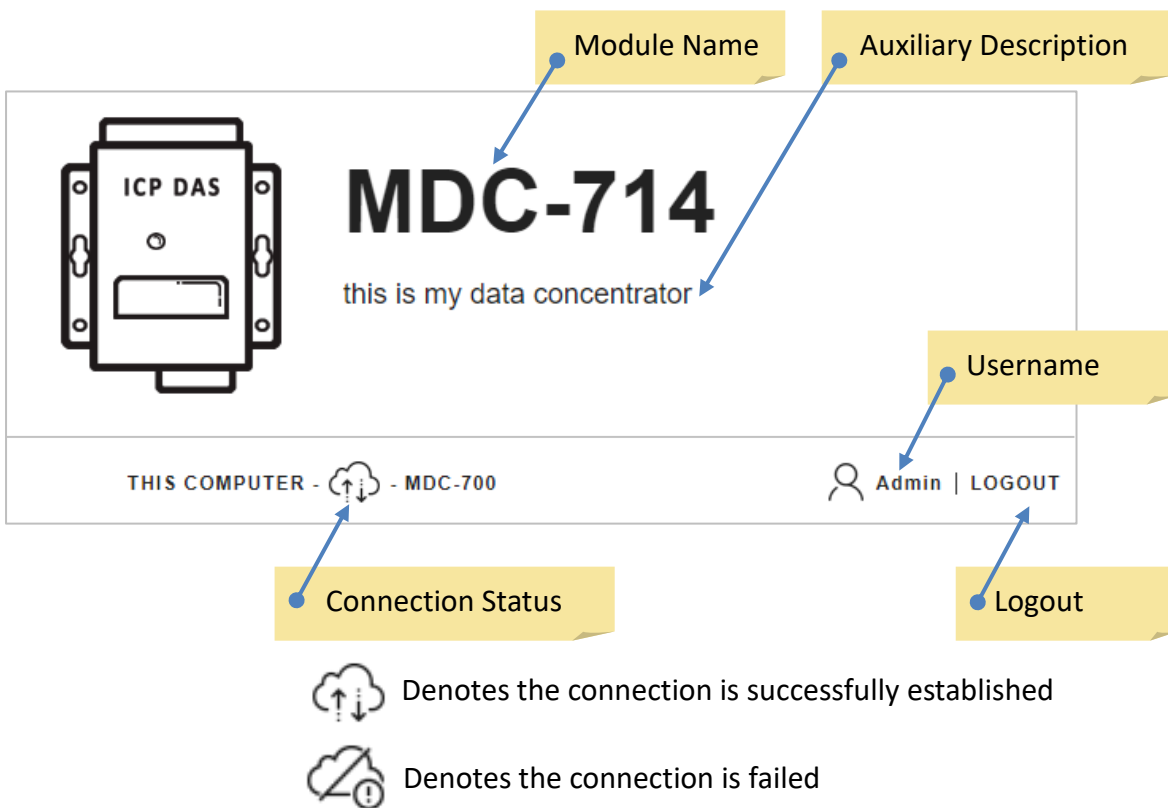 Module Name
Auxiliary Description
ICP DAS
MDC-714
this is my data concentrator
Username
THIS COMPUTER - - MDC-700
Admin | LOGOUT
Connection Status
Logout
Denotes the connection is successfully established
Denotes the connection is failed